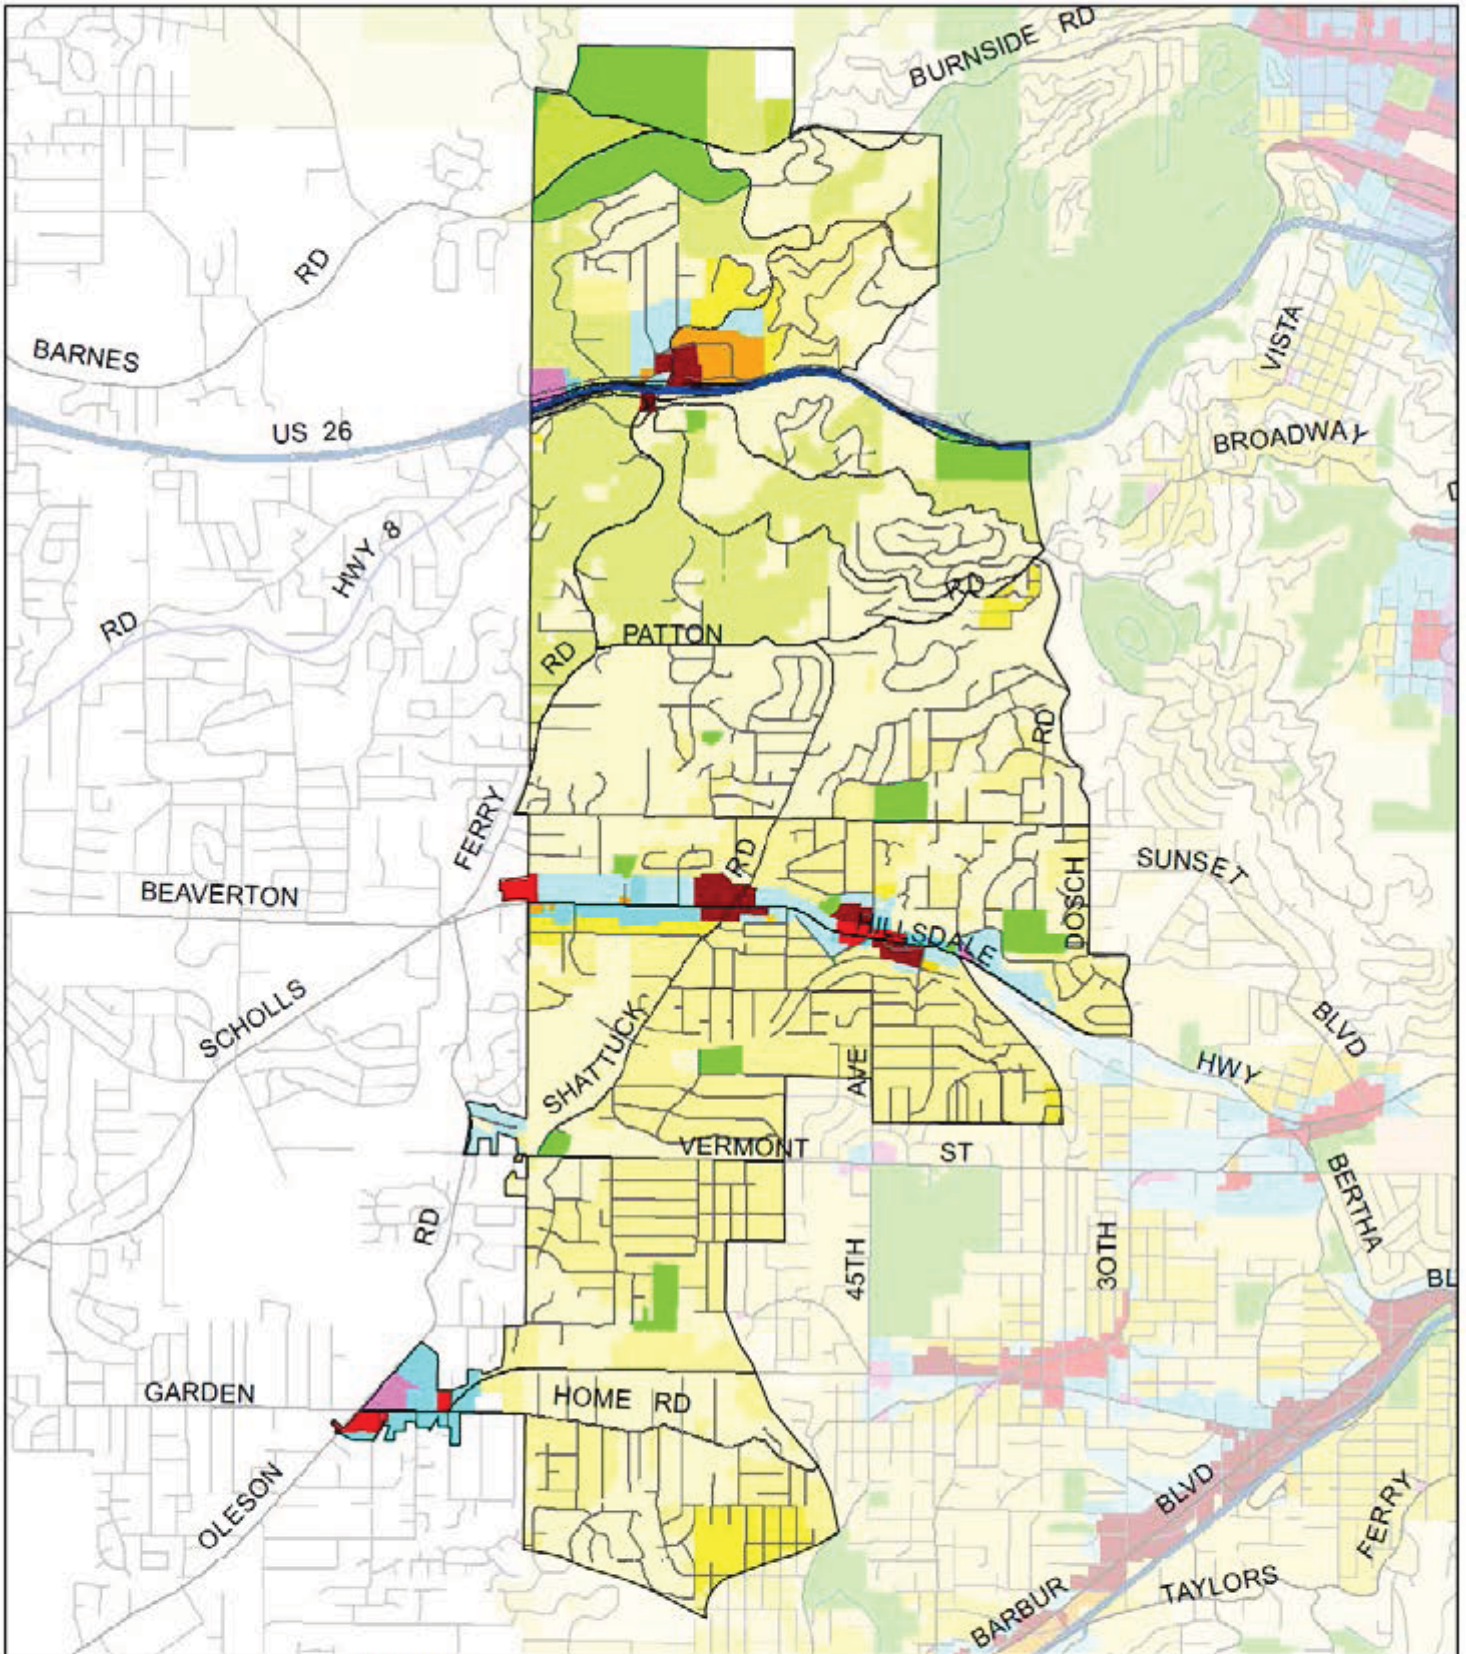 BURNSIDE RD
RD
BARNES
VISTA
US 26
BROADWAY
HWY 8
RD
RD
PATTON
RD
RD
FERRY
RD
SUNSET
BEAVERTON
DOSCH
HILLSDALE
SCHOLLS
SHATTUCK
BLVD
AVE
HWY
VERMONT
ST
BERTHA
RD
45TH
30TH
BL
GARDEN
HOME RD
OLESON
BLVD
FERRY
TAYLORS
BARBUR